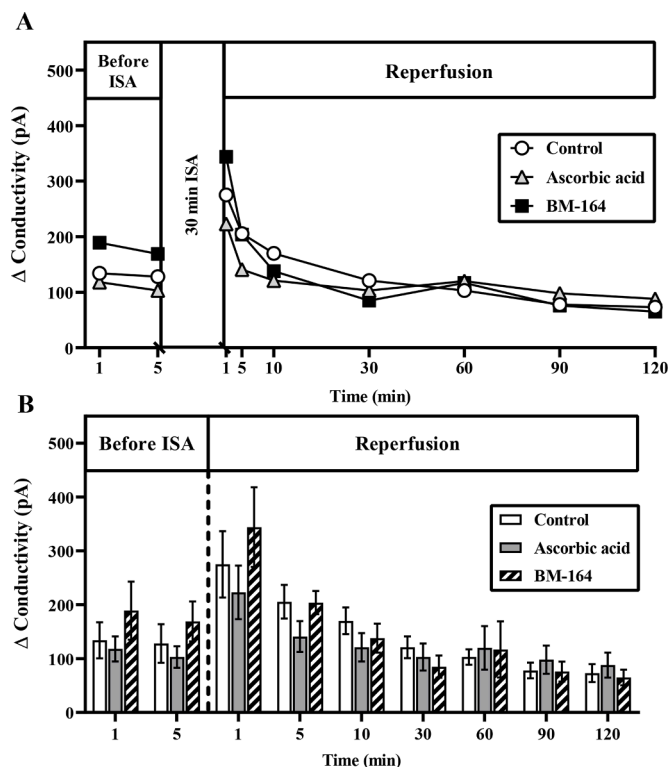 A
Before
ISA
Reperfusion
30 min ISA
Control
Ascorbic acid
BM-164
Δ Conductivity (pA)
500
400
300
200
100
0
1
5
1
5
10
30
60
90
120
Time (min)
B
Before ISA
Reperfusion
Control
Ascorbic acid
BM-164
Δ Conductivity (pA)
500
400
300
200
100
0
1
5
1
5
10
30
60
90
120
Time (min)